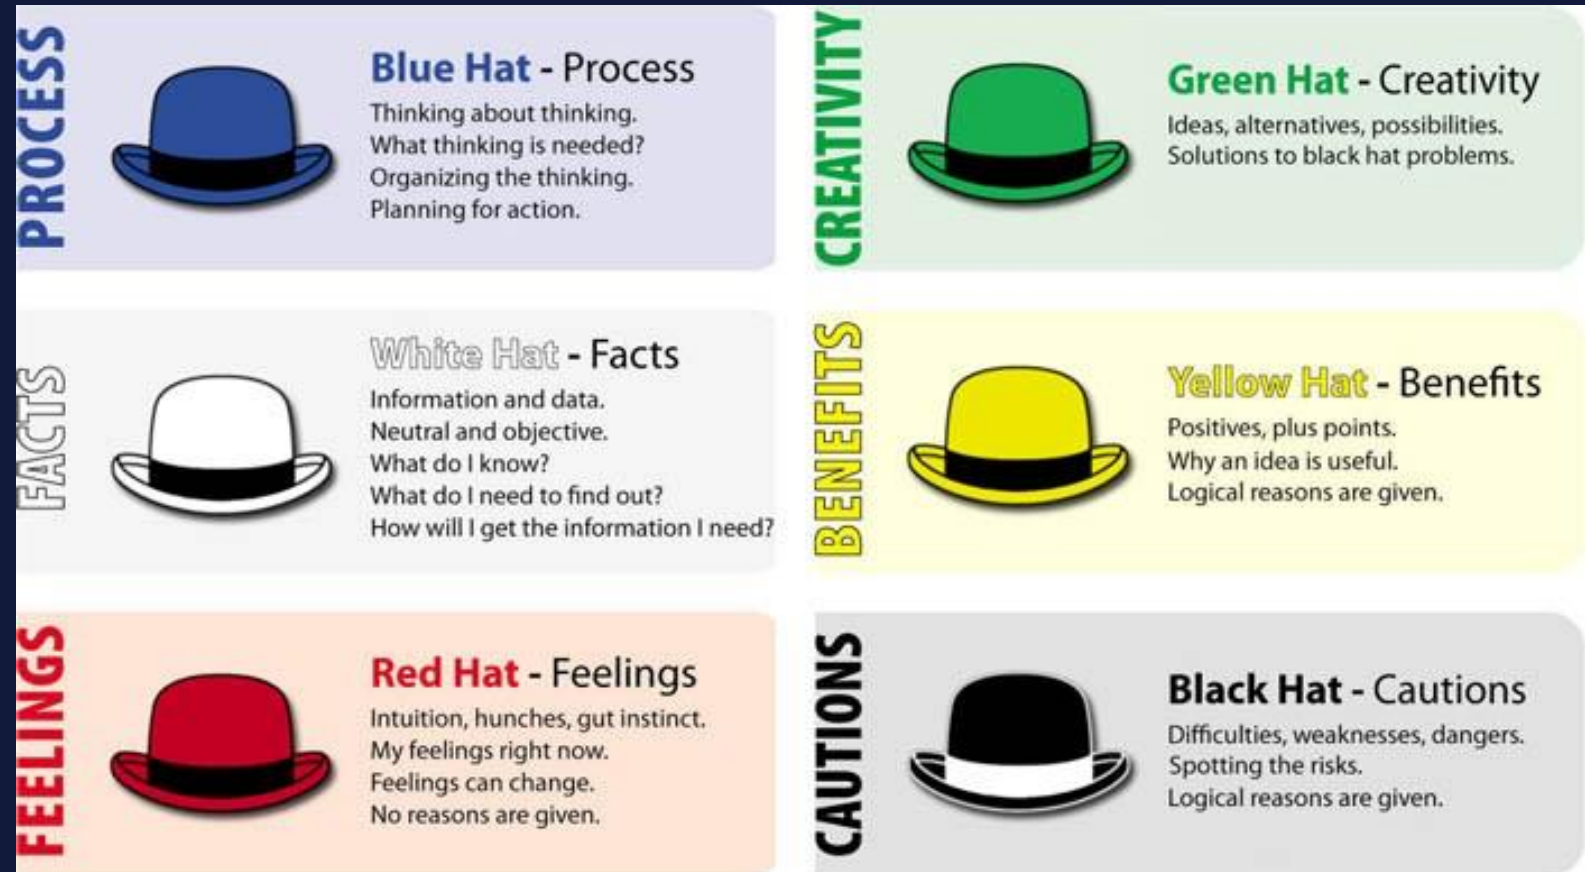 PROCESS
Blue Hat - Process
Thinking about thinking.
What thinking is needed?
Organizing the thinking.
Planning for action.
CREATIVITY
Green Hat - Creativity
Ideas, alternatives, possibilities.
Solutions to black hat problems.
FACTS
White Hat - Facts
Information and data.
Neutral and objective.
What do I know?
What do I need to find out?
How will I get the information I need?
BENEFITS
Yellow Hat - Benefits
Positives, plus points.
Why an idea is useful.
Logical reasons are given.
FEELINGS
Red Hat - Feelings
Intuition, hunches, gut instinct.
My feelings right now.
Feelings can change.
No reasons are given.
CAUTIONS
Black Hat - Cautions
Difficulties, weaknesses, dangers.
Spotting the risks.
Logical reasons are given.